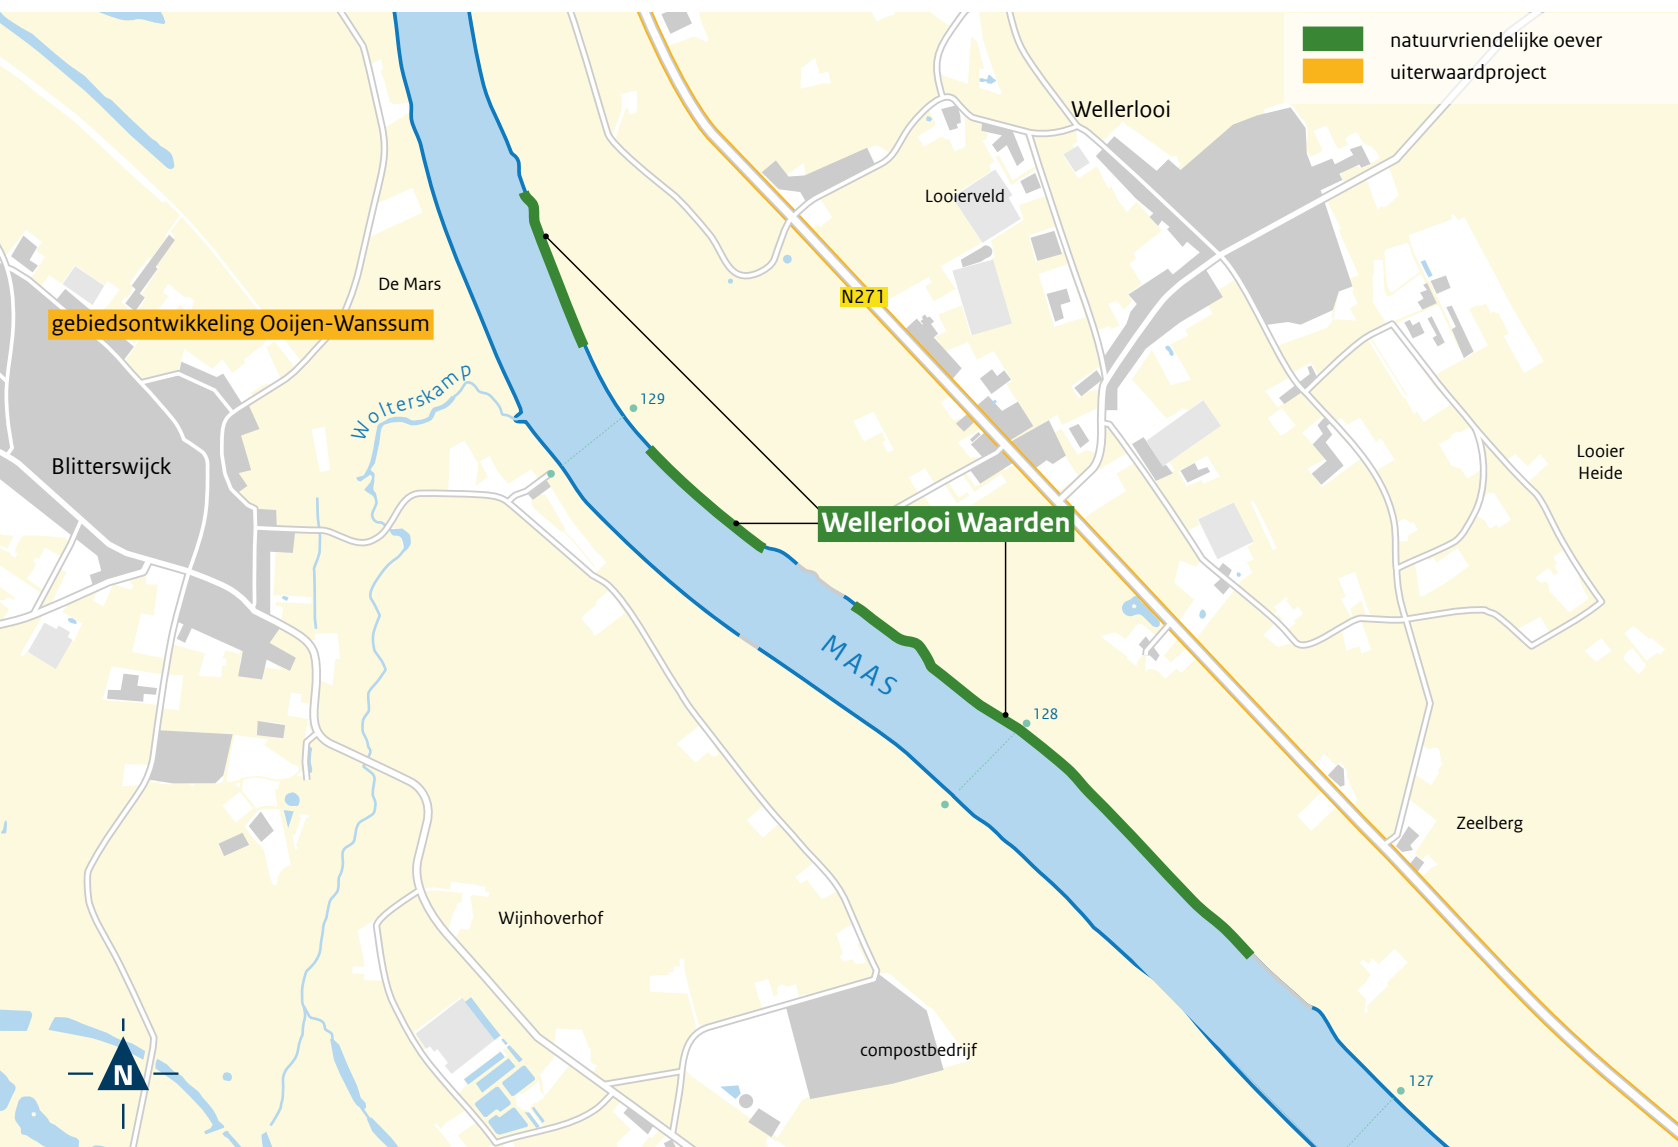 natuurvriendelijke oever
uiterwaardproject
Wellerlooi
Looierveld
De Mars
N271
gebiedsontwikkeling Ooijen-Wanssum
Wolterskamp
129
Blitterswijck
Looier
Heide
Wellerlooi Waarden
MAAS
128
Zeelberg
Wijnhoverhof
compostbedrijf
N
127